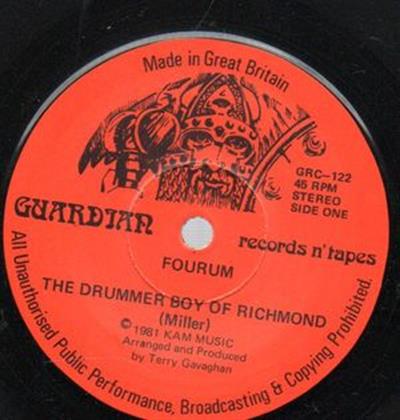 Made in Great Britain
GRC-122
45 RPM
STEREO
SIDE ONE
GUARDIAN
records n' tapes
FOURUM
THE DRUMMER BOY OF RICHMOND
(Miller)
© 1981 KAM MUSIC
Arranged and Produced
by Terry Gavaghan
All Unauthorised Public Performance, Broadcasting & Copying Prohibited.